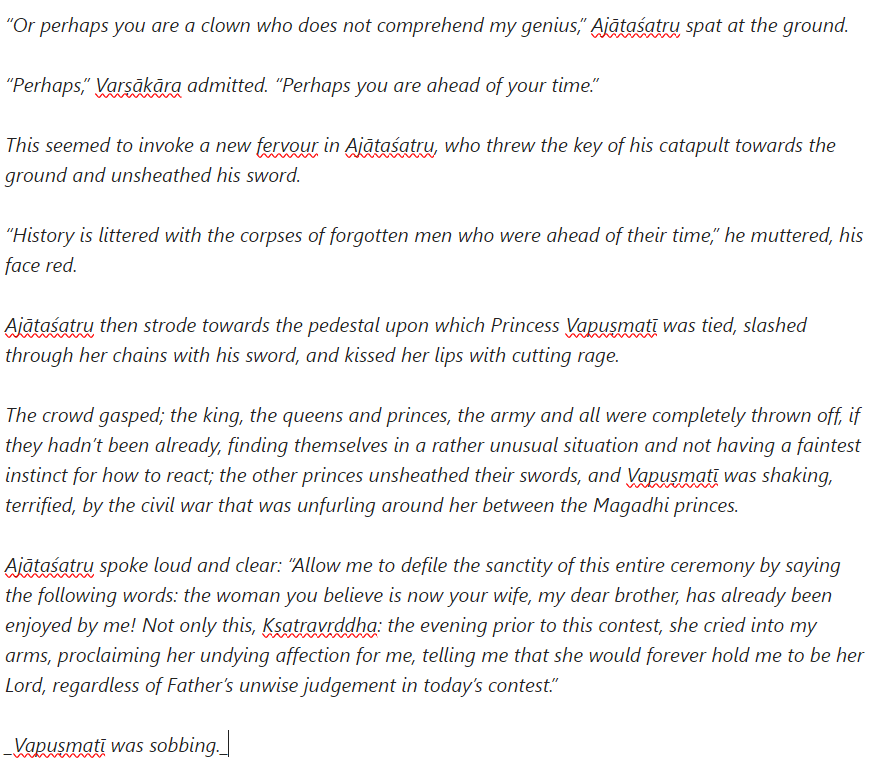 “Or perhaps you are a clown who does not comprehend my genius,” Ajātaśatru spat at the ground.
“Perhaps,” Varṣākāra admitted. “Perhaps you are ahead of your time.”
This seemed to invoke a new fervour in Ajātaśatru, who threw the key of his catapult towards the
ground and unsheathed his sword.
“History is littered with the corpses of forgotten men who were ahead of their time,” he muttered, his
face red.
Ajātaśatru then strode towards the pedestal upon which Princess Vapuṣmatī was tied, slashed
through her chains with his sword, and kissed her lips with cutting rage.
The crowd gasped; the king, the queens and princes, the army and all were completely thrown off, if
they hadn’t been already, finding themselves in a rather unusual situation and not having a faintest
instinct for how to react; the other princes unsheathed their swords, and Vapuṣmatī was shaking,
terrified, by the civil war that was unfurling around her between the Magadhi princes.
Ajātaśatru spoke loud and clear: “Allow me to defile the sanctity of this entire ceremony by saying
the following words: the woman you believe is now your wife, my dear brother, has already been
enjoyed by me! Not only this, Kṣatravṛddha: the evening prior to this contest, she cried into my
arms, proclaiming her undying affection for me, telling me that she would forever hold me to be her
Lord, regardless of Father’s unwise judgement in today’s contest.”
_Vapuṣmatī was sobbing._